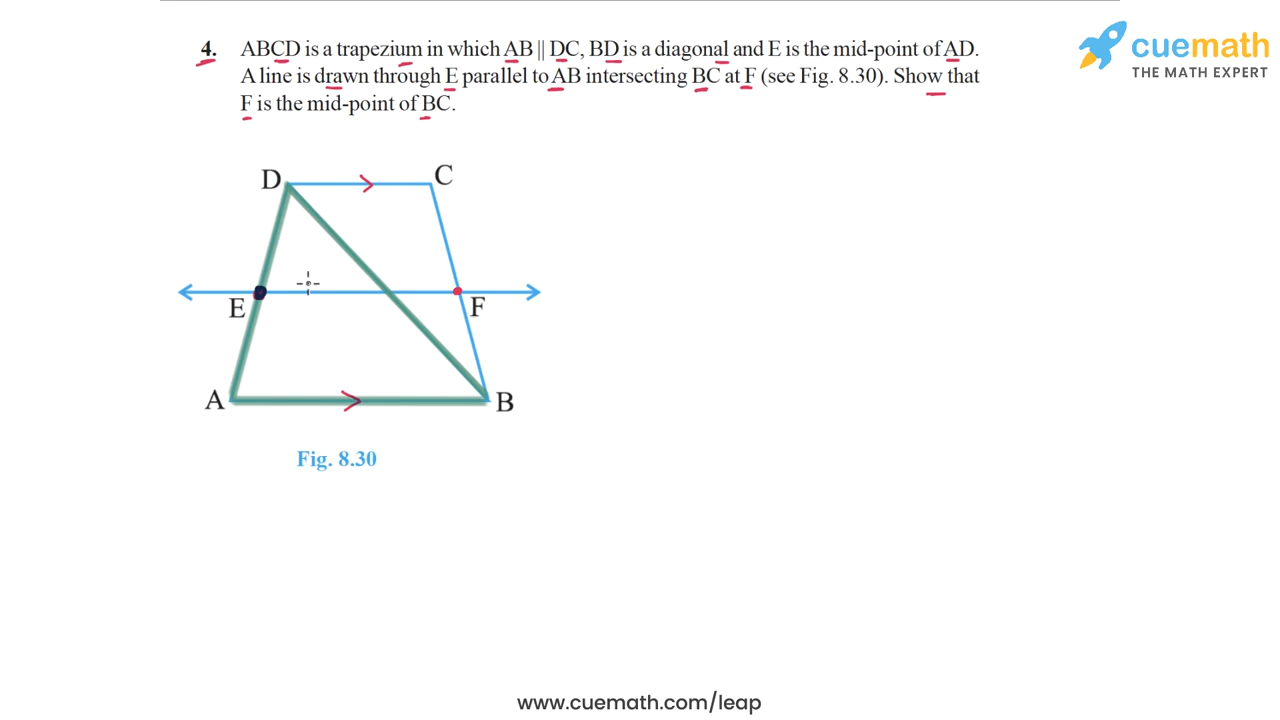 cuemath
THE MATH EXPERT
4. ABCD is a trapezium in which AB || DC, BD is a diagonal and E is the mid-point of AD.
A line is drawn through E parallel to AB intersecting BC at F (see Fig. 8.30). Show that
F is the mid-point of BC.
D C
E F
A B
Fig. 8.30
www.cuemath.com/leap